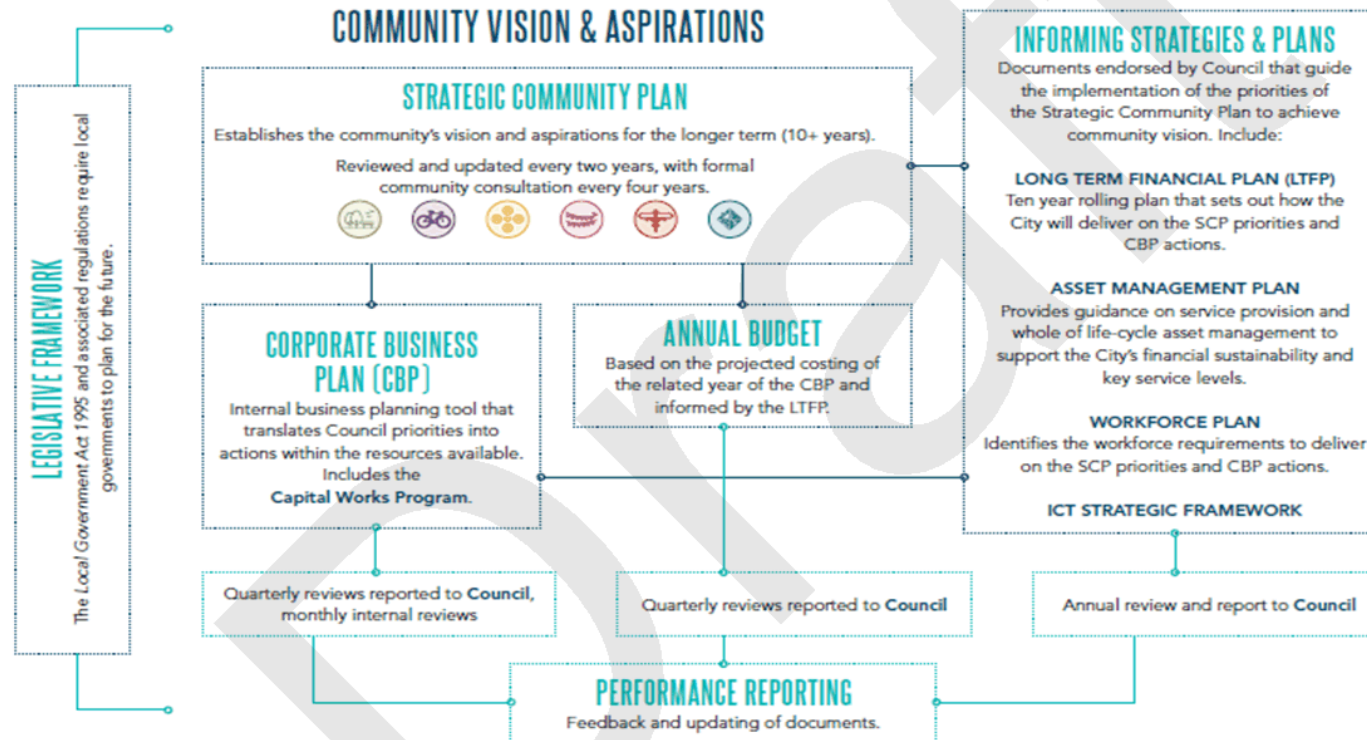 COMMUNITY VISION & ASPIRATIONS
LEGISLATIVE FRAMEWORK
The Local Government Act 1995 and associated regulations require local
governments to plan for the future.
STRATEGIC COMMUNITY PLAN
Establishes the community's vision and aspirations for the longer term (10+ years).
Reviewed and updated every two years, with formal
community consultation every four years.
CORPORATE BUSINESS
PLAN (CBP)
Internal business planning tool that
translates Council priorities into
actions within the resources available.
Includes the
Capital Works Program.
ANNUAL BUDGET
Based on the projected costing of
the related year of the CBP and
informed by the LTFP.
INFORMING STRATEGIES & PLANS
Documents endorsed by Council that guide
the implementation of the priorities of
the Strategic Community Plan to achieve
community vision. Include:
LONG TERM FINANCIAL PLAN (LTFP)
Ten year rolling plan that sets out how the
City will deliver on the SCP priorities and
CBP actions.
ASSET MANAGEMENT PLAN
Provides guidance on service provision and
whole of life-cycle asset management to
support the City's financial sustainability and
key service levels.
WORKFORCE PLAN
Identifies the workforce requirements to deliver
on the SCP priorities and CBP actions.
ICT STRATEGIC FRAMEWORK
Quarterly reviews reported to Council,
monthly internal reviews
Quarterly reviews reported to Council
Annual review and report to Council
PERFORMANCE REPORTING
Feedback and updating of documents.
Draft